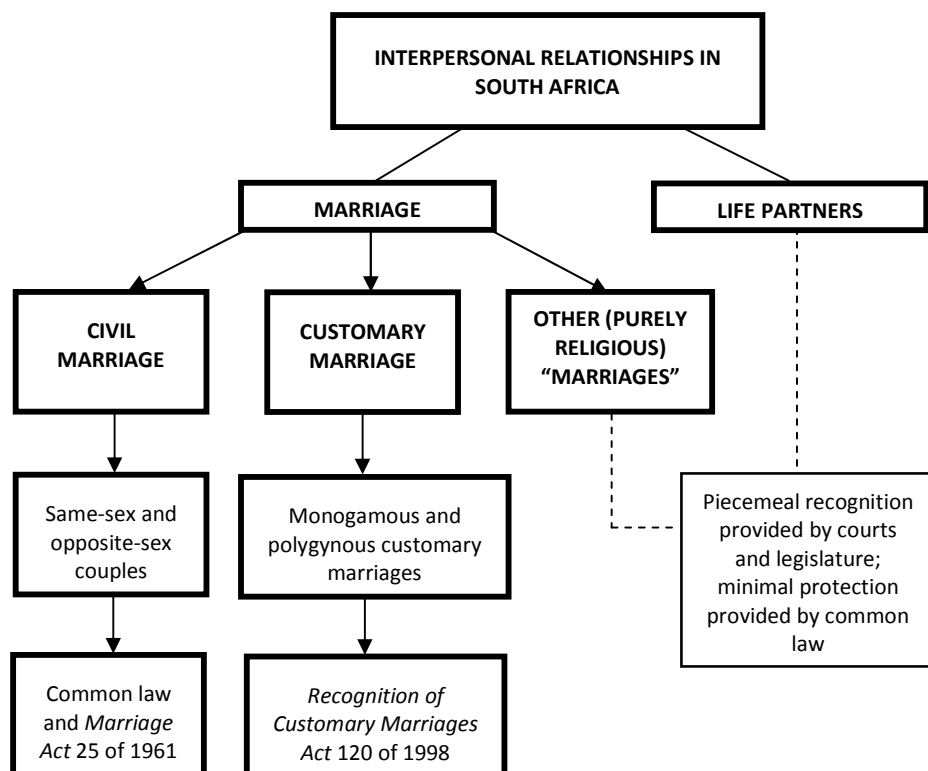 INTERPERSONAL RELATIONSHIPS IN
SOUTH AFRICA
MARRIAGE
LIFE PARTNERS
CIVIL
MARRIAGE
CUSTOMARY
MARRIAGE
OTHER (PURELY
RELIGIOUS)
“MARRIAGES”
Same-sex and
opposite-sex
couples
Monogamous and
polygynous customary
marriages
Piecemeal recognition
provided by courts
and legislature;
minimal protection
provided by common
law
Common law
and Marriage
Act 25 of 1961
Recognition of
Customary Marriages
Act 120 of 1998